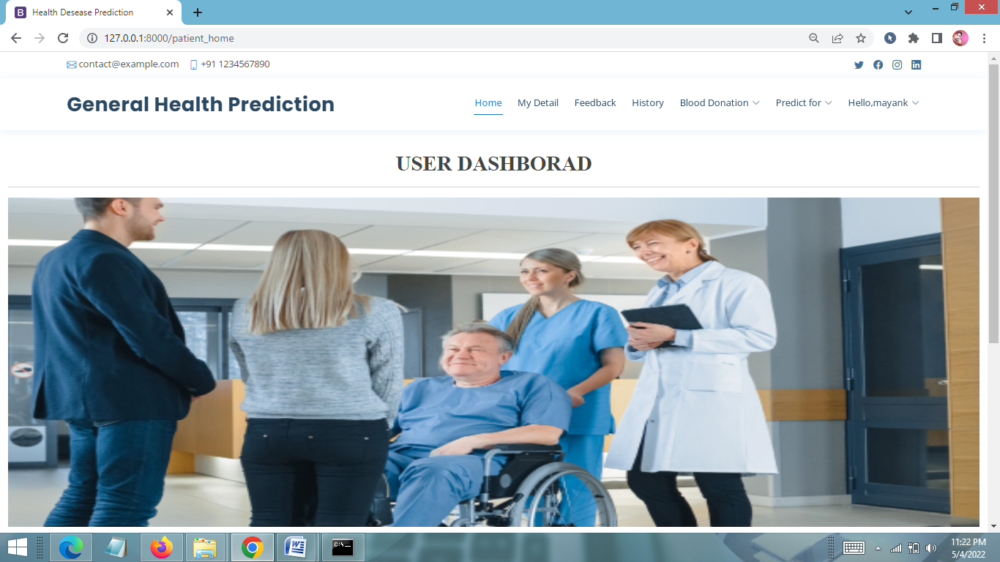 Health Desease Prediction
127.0.0.1:8000/patient_home
contact@example.com +91 1234567890
General Health Prediction
Home My Detail Feedback History Blood Donation Predict for Hello,mayank
USER DASHBORAD
11:22 PM
5/4/2022